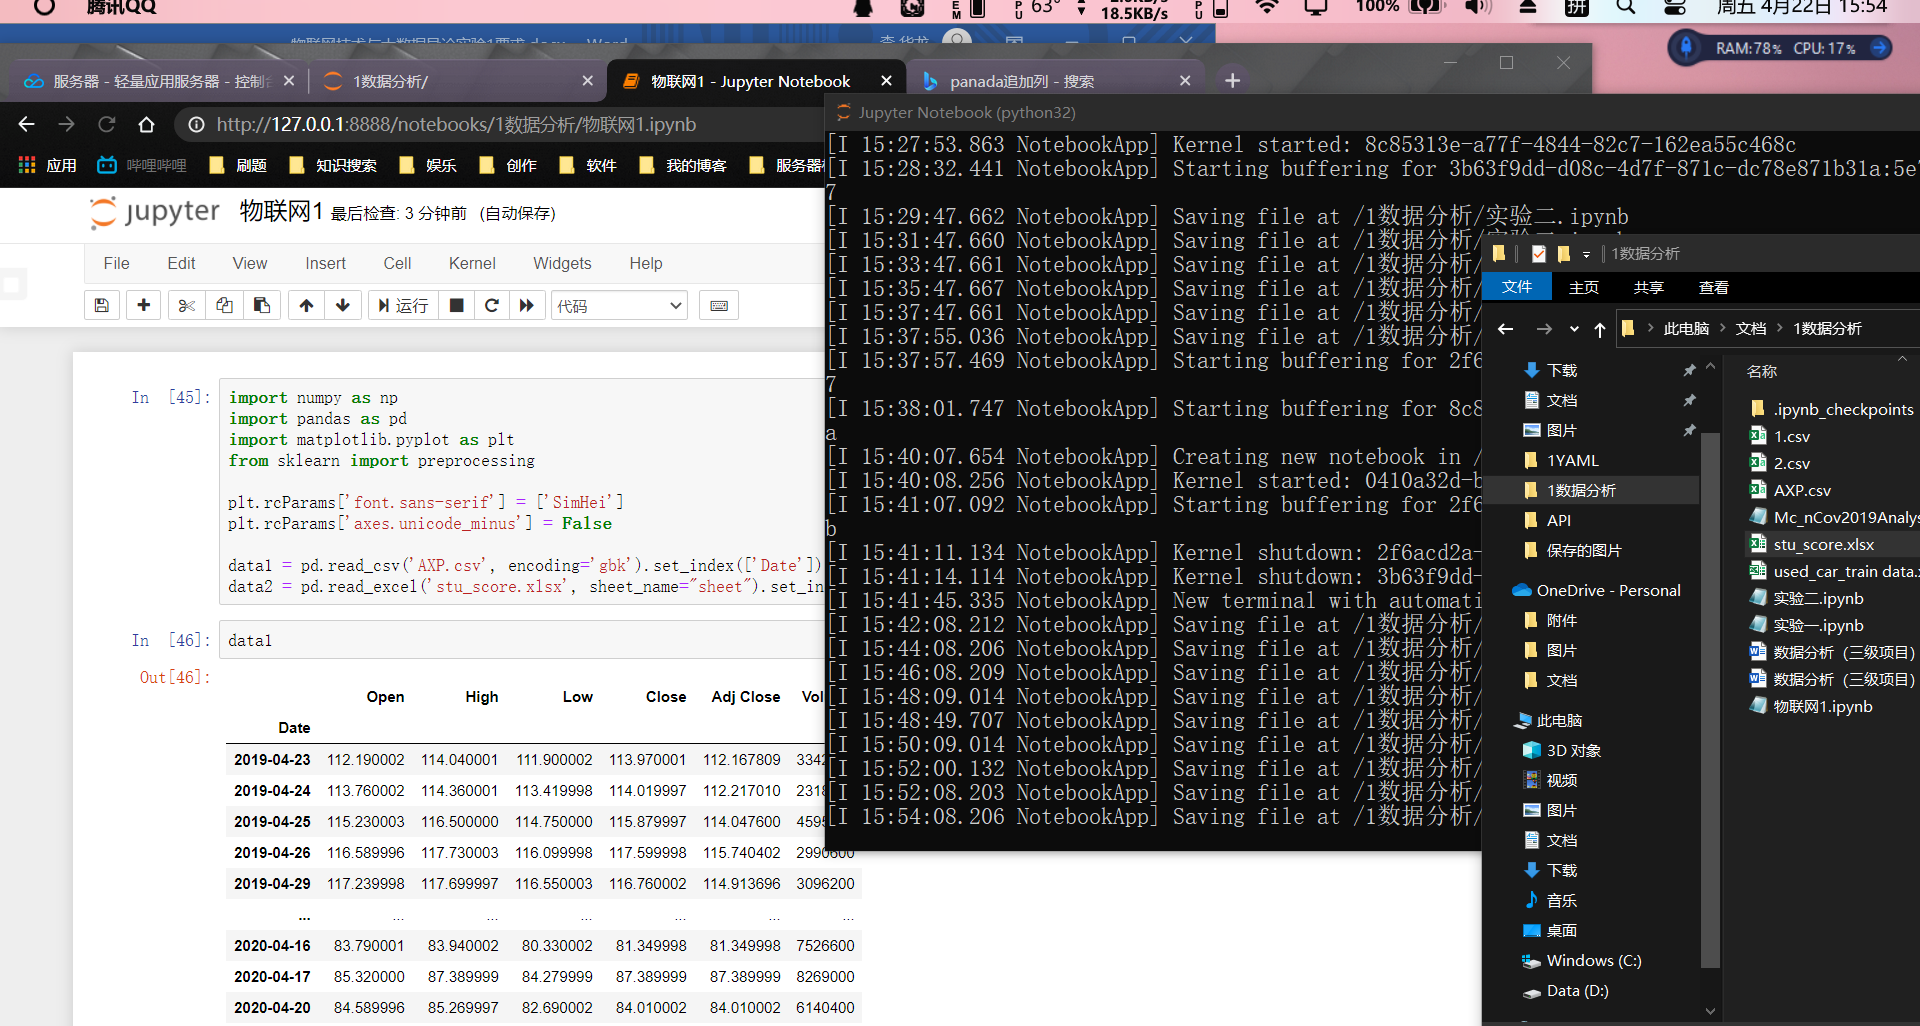 腾讯QQ
63°
18.5KB/s
100%
拼
周五 4月22日 15:54
RAM:78% CPU:17%
服务器 - 轻量应用服务器 - 控制
1数据分析/
物联网1 - Jupyter Notebook
panada追加列 - 搜索
http://127.0.0.1:8888/notebooks/1数据分析/物联网1.ipynb
应用
哔哩哔哩
刷题
知识搜索
娱乐
创作
软件
我的博客
服务器
jupyter 物联网1 最后检查: 3 分钟前 (自动保存)
File Edit View Insert Cell Kernel Widgets Help
运行
代码
In [45]:
import numpy as np
import pandas as pd
import matplotlib.pyplot as plt
from sklearn import preprocessing
plt.rcParams['font.sans-serif'] = ['SimHei']
plt.rcParams['axes.unicode_minus'] = False
data1 = pd.read_csv('AXP.csv', encoding='gbk').set_index(['Date'])
data2 = pd.read_excel('stu_score.xlsx', sheet_name="sheet").set_in
In [46]: data1
Out[46]:
Open High Low Close Adj Close Vol
Date
2019-04-23 112.190002 114.040001 111.900002 113.970001 112.167809 334
2019-04-24 113.760002 114.360001 113.419998 114.019997 112.217010 231
2019-04-25 115.230003 116.500000 114.750000 115.879997 114.047600 459
2019-04-26 116.589996 117.730003 116.099998 117.599998 115.740402 2990600
2019-04-29 117.239998 117.699997 116.550003 116.760002 114.913696 3096200
... ... ... ... ... ... ...
2020-04-16 83.790001 83.940002 80.330002 81.349998 81.349998 7526600
2020-04-17 85.320000 87.389999 84.279999 87.389999 87.389999 8269000
2020-04-20 84.589996 85.269997 82.690002 84.010002 84.010002 6140400
Jupyter Notebook (python32)
[I 15:27:53.863 NotebookApp] Kernel started: 8c85313e-a77f-4844-82c7-162ea55c468c
[I 15:28:32.441 NotebookApp] Starting buffering for 3b63f9dd-d08c-4d7f-871c-dc78e871b31a:5e
7
[I 15:29:47.662 NotebookApp] Saving file at /1数据分析/实验二.ipynb
[I 15:31:47.660 NotebookApp] Saving file at /1数据分析/
[I 15:33:47.661 NotebookApp] Saving file at /1数据分析/
[I 15:35:47.667 NotebookApp] Saving file at /1数据分析/
[I 15:37:47.661 NotebookApp] Saving file at /1数据分析/
[I 15:37:55.036 NotebookApp] Saving file at /1数据分析/
[I 15:37:57.469 NotebookApp] Starting buffering for 2f6
7
[I 15:38:01.747 NotebookApp] Starting buffering for 8c8
a
[I 15:40:07.654 NotebookApp] Creating new notebook in /
[I 15:40:08.256 NotebookApp] Kernel started: 0410a32d-b
[I 15:41:07.092 NotebookApp] Starting buffering for 2f6
b
[I 15:41:11.134 NotebookApp] Kernel shutdown: 2f6acd2a-
[I 15:41:14.114 NotebookApp] Kernel shutdown: 3b63f9dd-
[I 15:41:45.335 NotebookApp] New terminal with automati
[I 15:42:08.212 NotebookApp] Saving file at /1数据分析/
[I 15:44:08.206 NotebookApp] Saving file at /1数据分析/
[I 15:46:08.209 NotebookApp] Saving file at /1数据分析/
[I 15:48:09.014 NotebookApp] Saving file at /1数据分析/
[I 15:48:49.707 NotebookApp] Saving file at /1数据分析/
[I 15:50:09.014 NotebookApp] Saving file at /1数据分析/
[I 15:52:00.132 NotebookApp] Saving file at /1数据分析/
[I 15:52:08.203 NotebookApp] Saving file at /1数据分析/
[I 15:54:08.206 NotebookApp] Saving file at /1数据分析/
1数据分析
文件 主页 共享 查看
此电脑 文档 1数据分析
下载
文档
图片
1YAML
1数据分析
API
保存的图片
OneDrive - Personal
附件
图片
文档
此电脑
3D 对象
视频
图片
文档
下载
音乐
桌面
Windows (C:)
Data (D:)
名称
.ipynb_checkpoints
1.csv
2.csv
AXP.csv
Mc_nCov2019Analys
stu_score.xlsx
used_car_train data.
实验二.ipynb
实验一.ipynb
数据分析（三级项目）
数据分析（三级项目）
物联网1.ipynb